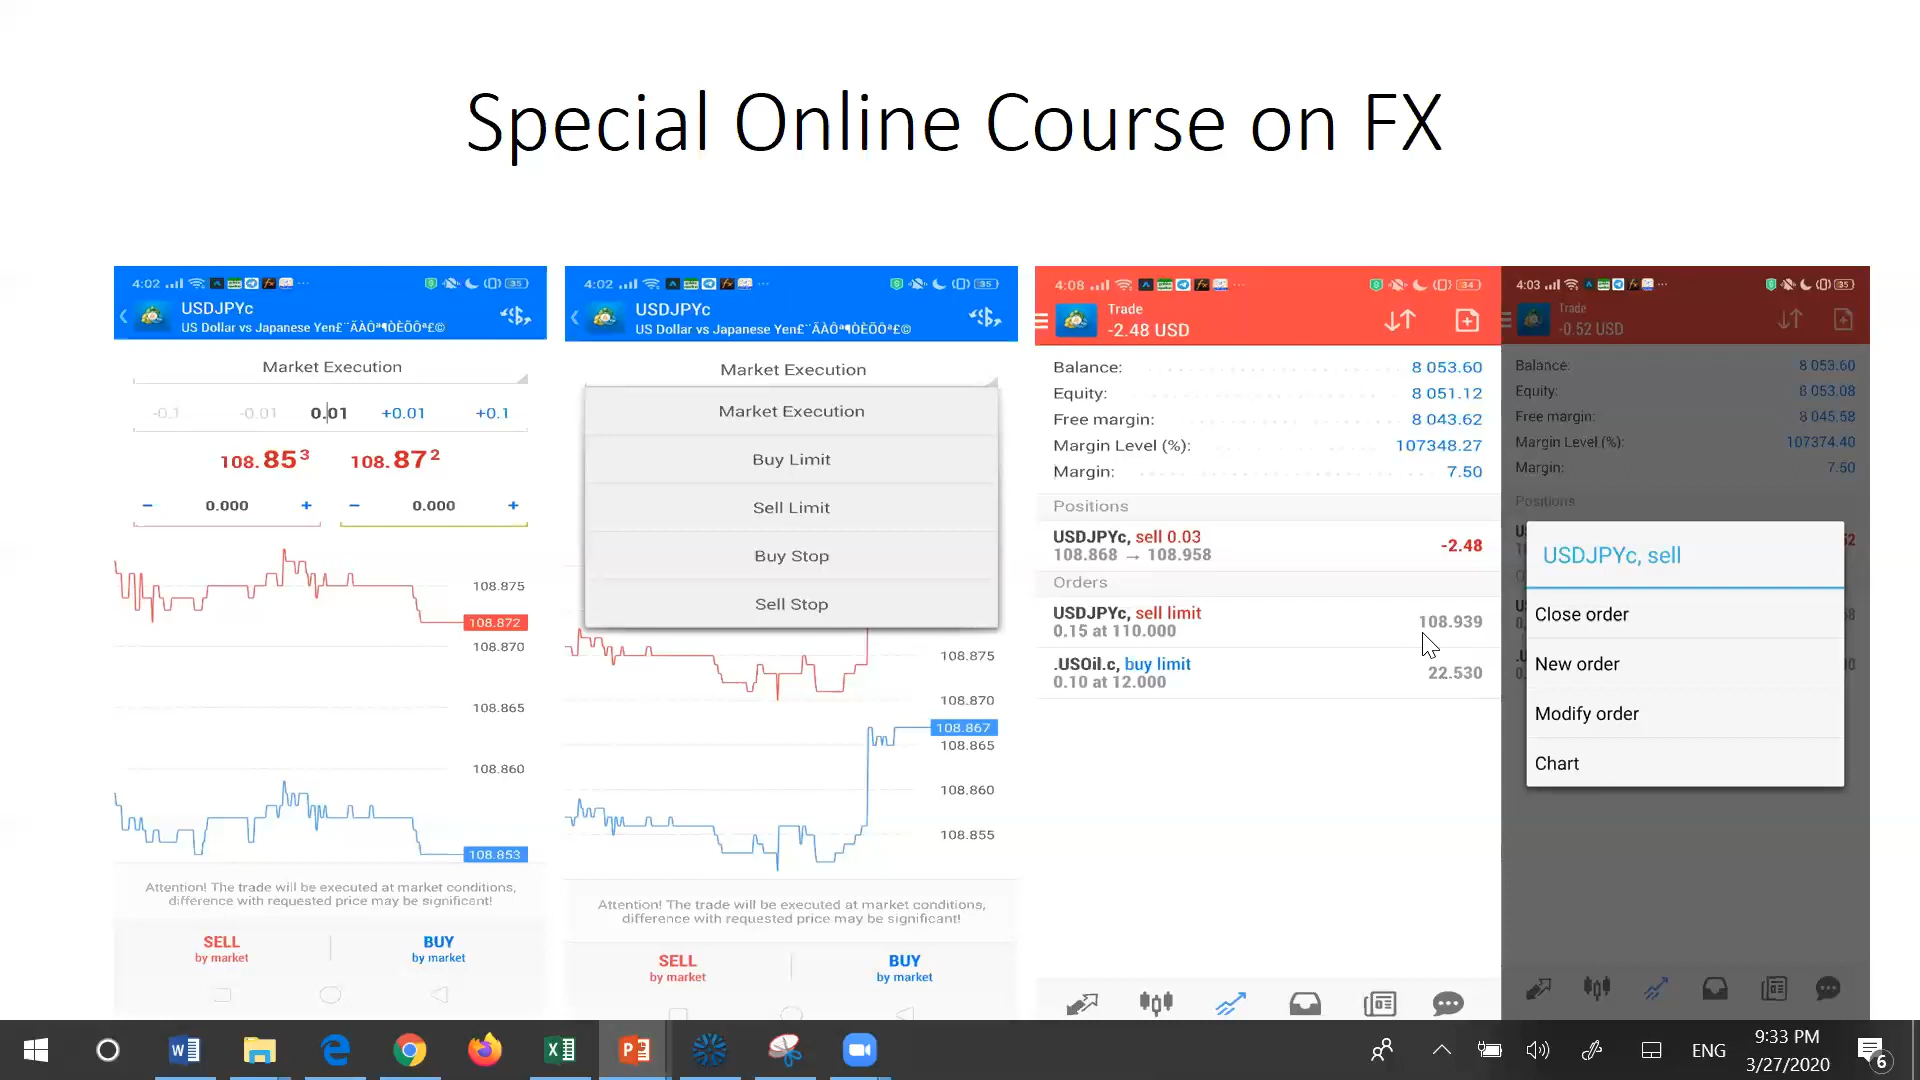 Special Online Course on FX
4:02
35
USDJPYc
US Dollar vs Japanese Yen£¨ÃÀÔª¶ÒÈÕÔª£©
Market Execution
-0.1 -0.01 0.01 +0.01 +0.1
108.85³ 108.87²
− 0.000 + − 0.000 +
108.875
108.872
108.870
108.865
108.860
108.853
Attention! The trade will be executed at market conditions,
difference with requested price may be significant!
SELL BUY
by market by market
4:02
35
USDJPYc
US Dollar vs Japanese Yen£¨ÃÀÔª¶ÒÈÕÔª£©
Market Execution
Market Execution
Buy Limit
Sell Limit
Buy Stop
Sell Stop
108.875
108.870
108.867
108.865
108.860
108.855
Attention! The trade will be executed at market conditions,
difference with requested price may be significant!
SELL BUY
by market by market
4:08
34
Trade
-2.48 USD
Balance: 8 053.60
Equity: 8 051.12
Free margin: 8 043.62
Margin Level (%): 107348.27
Margin: 7.50
Positions
USDJPYc, sell 0.03
108.868 → 108.958
-2.48
Orders
USDJPYc, sell limit
0.15 at 110.000
108.939
.USOil.c, buy limit
0.10 at 12.000
22.530
4:03
35
Trade
-0.52 USD
Balance: 8 053.60
Equity: 8 053.08
Free margin: 8 045.58
Margin Level (%): 107374.40
Margin: 7.50
Positions
USDJPYc, sell
Close order
New order
Modify order
Chart
ENG
9:33 PM
3/27/2020
6